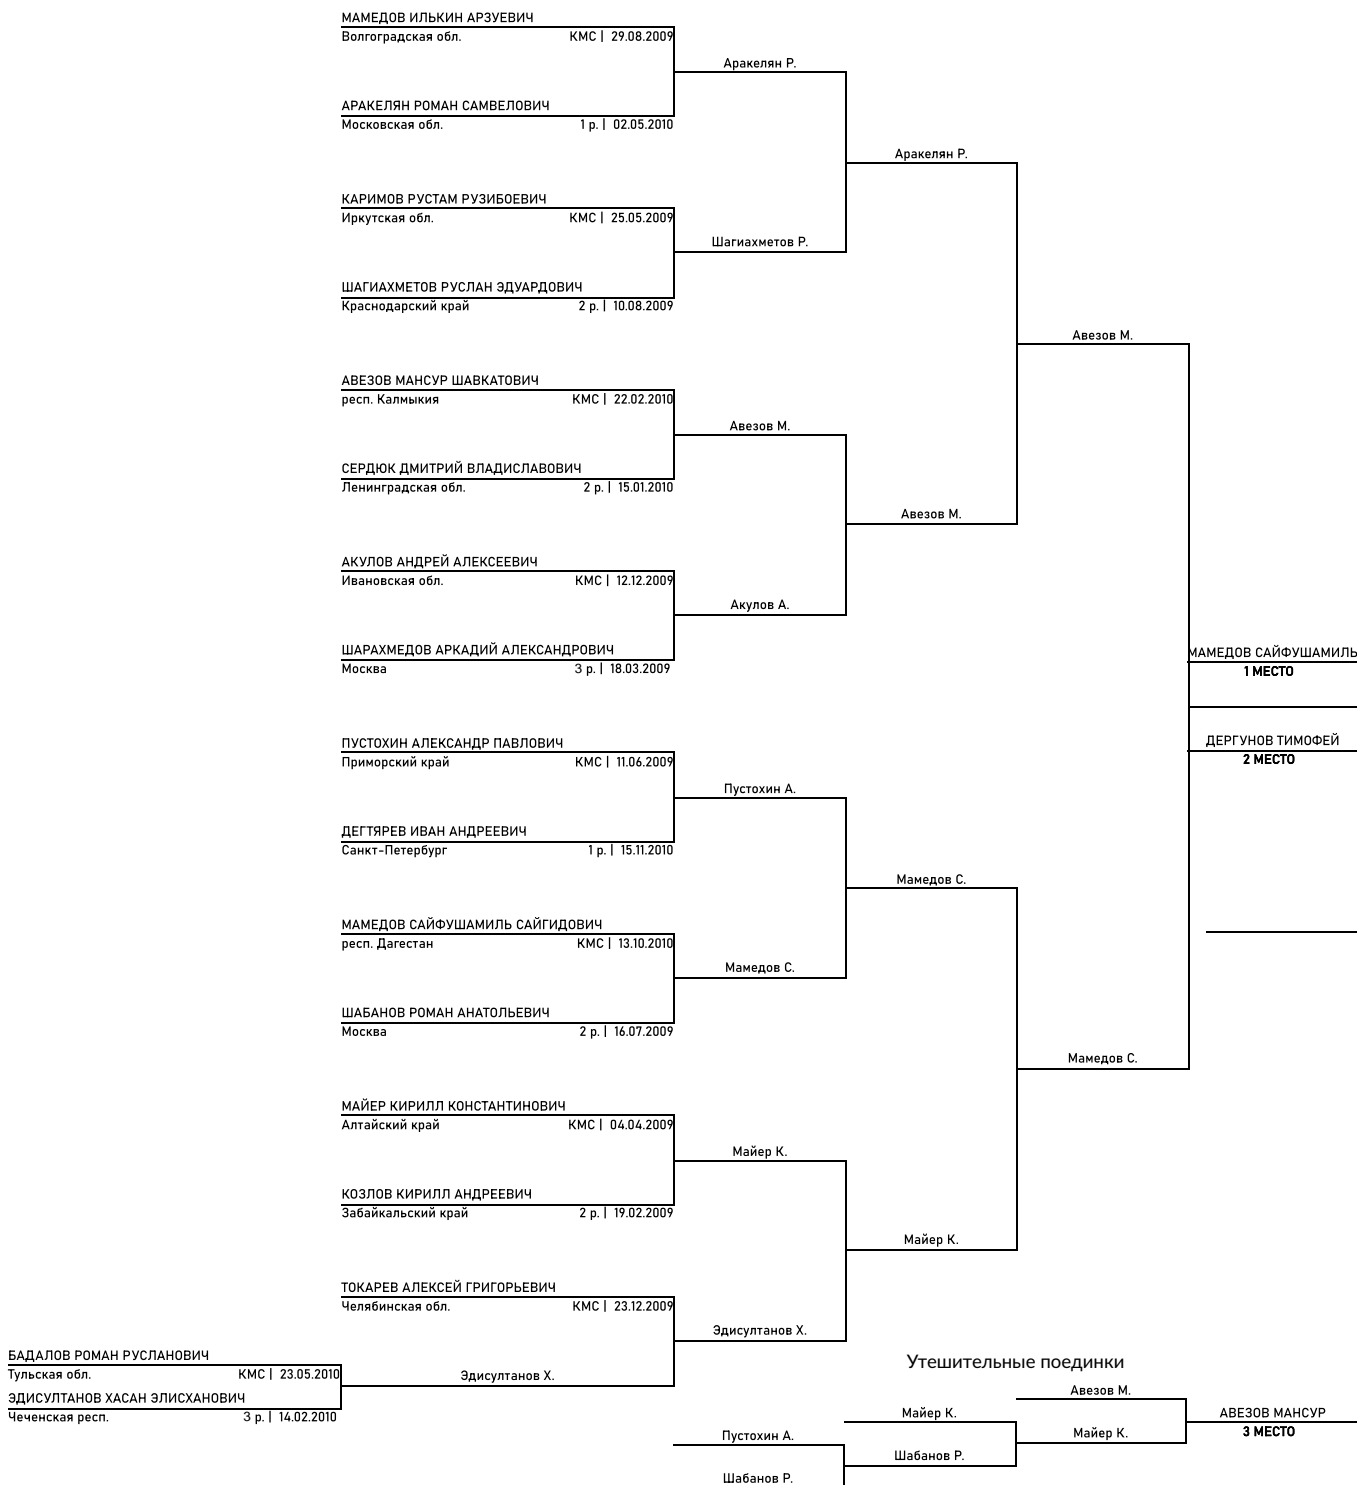 МАМЕДОВ ИЛЬКИН АРЗУЕВИЧ
Волгоградская обл. КМС | 29.08.2009
Аракелян Р.
АРАКЕЛЯН РОМАН САМВЕЛОВИЧ
Московская обл. 1 р. | 02.05.2010
Аракелян Р.
КАРИМОВ РУСТАМ РУЗИБОЕВИЧ
Иркутская обл. КМС | 25.05.2009
Шагиахметов Р.
ШАГИАХМЕТОВ РУСЛАН ЭДУАРДОВИЧ
Краснодарский край 2 р. | 10.08.2009
Авезов М.
АВЕЗОВ МАНСУР ШАВКАТОВИЧ
респ. Калмыкия КМС | 22.02.2010
Авезов М.
СЕРДЮК ДМИТРИЙ ВЛАДИСЛАВОВИЧ
Ленинградская обл. 2 р. | 15.01.2010
Авезов М.
АКУЛОВ АНДРЕЙ АЛЕКСЕЕВИЧ
Ивановская обл. КМС | 12.12.2009
Акулов А.
ШАРАХМЕДОВ АРКАДИЙ АЛЕКСАНДРОВИЧ
Москва 3 р. | 18.03.2009
МАМЕДОВ САЙФУШАМИЛЬ
1 МЕСТО
ДЕРГУНОВ ТИМОФЕЙ
2 МЕСТО
ПУСТОХИН АЛЕКСАНДР ПАВЛОВИЧ
Приморский край КМС | 11.06.2009
Пустохин А.
ДЕГТЯРЕВ ИВАН АНДРЕЕВИЧ
Санкт-Петербург 1 р. | 15.11.2010
Мамедов С.
МАМЕДОВ САЙФУШАМИЛЬ САЙГИДОВИЧ
респ. Дагестан КМС | 13.10.2010
Мамедов С.
ШАБАНОВ РОМАН АНАТОЛЬЕВИЧ
Москва 2 р. | 16.07.2009
Мамедов С.
МАЙЕР КИРИЛЛ КОНСТАНТИНОВИЧ
Алтайский край КМС | 04.04.2009
Майер К.
КОЗЛОВ КИРИЛЛ АНДРЕЕВИЧ
Забайкальский край 2 р. | 19.02.2009
Майер К.
ТОКАРЕВ АЛЕКСЕЙ ГРИГОРЬЕВИЧ
Челябинская обл. КМС | 23.12.2009
Эдисултанов Х.
БАДАЛОВ РОМАН РУСЛАНОВИЧ
Тульская обл. КМС | 23.05.2010
Эдисултанов Х.
ЭДИСУЛТАНОВ ХАСАН ЭЛИСХАНОВИЧ
Чеченская респ. 3 р. | 14.02.2010
Утешительные поединки
Авезов М.
Майер К.
АВЕЗОВ МАНСУР
3 МЕСТО
Майер К.
Пустохин А.
Шабанов Р.
Шабанов Р.